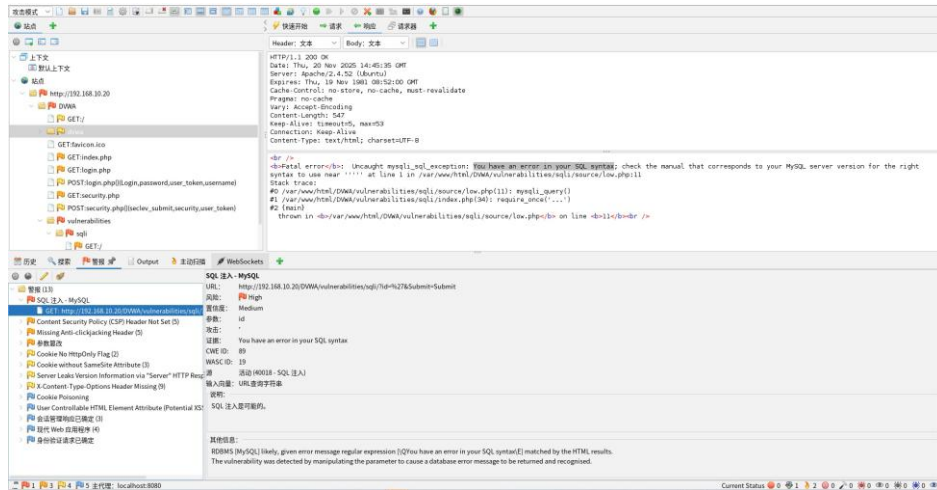 攻击模式
站点
快速开始 请求 响应 请求器
Header: 文本 Body: 文本
上下文
默认上下文
站点
http://192.168.10.20
DVWA
GET:/
GET:favicon.ico
GET:index.php
GET:login.php
POST:login.php()(Login,password,user_token,username)
GET:security.php
POST:security.php()(seclev_submit,security,user_token)
vulnerabilities
sqli
GET:/
HTTP/1.1 200 OK
Date: Thu, 20 Nov 2025 14:45:35 GMT
Server: Apache/2.4.52 (Ubuntu)
Expires: Thu, 19 Nov 1981 08:52:00 GMT
Cache-Control: no-store, no-cache, must-revalidate
Pragma: no-cache
Vary: Accept-Encoding
Content-Length: 547
Keep-Alive: timeout=5, max=53
Connection: Keep-Alive
Content-Type: text/html; charset=UTF-8
<br />
<b>Fatal error</b>: Uncaught mysqli_sql_exception: You have an error in your SQL syntax; check the manual that corresponds to your MySQL server version for the right
syntax to use near ''''' at line 1 in /var/www/html/DVWA/vulnerabilities/sqli/source/low.php:11
Stack trace:
#0 /var/www/html/DVWA/vulnerabilities/sqli/source/low.php(11): mysqli_query()
#1 /var/www/html/DVWA/vulnerabilities/sqli/index.php(34): require_once('...')
#2 {main}
thrown in <b>/var/www/html/DVWA/vulnerabilities/sqli/source/low.php</b> on line <b>11</b><br />
历史 搜索 警报 Output 主动扫描 WebSockets
警报 (13)
SQL 注入 - MySQL
GET: http://192.168.10.20/DVWA/vulnerabilities/sqli/
Content Security Policy (CSP) Header Not Set (5)
Missing Anti-clickjacking Header (5)
参数篡改
Cookie No HttpOnly Flag (2)
Cookie without SameSite Attribute (3)
Server Leaks Version Information via "Server" HTTP Resp
X-Content-Type-Options Header Missing (9)
Cookie Poisoning
User Controllable HTML Element Attribute (Potential XS
会话管理响应已确定 (3)
现代 Web 应用程序 (4)
身份验证请求已确定
SQL 注入 - MySQL
URL: http://192.168.10.20/DVWA/vulnerabilities/sqli/?id=%27&Submit=Submit
风险: High
置信度: Medium
参数: id
攻击: '
证据: You have an error in your SQL syntax
CWE ID: 89
WASC ID: 19
源 活动 (40018 - SQL 注入)
输入向量: URL查询字符串
说明:
SQL 注入是可能的。
其他信息:
RDBMS [MySQL] likely, given error message regular expression [\QYou have an error in your SQL syntax\E] matched by the HTML results.
The vulnerability was detected by manipulating the parameter to cause a database error message to be returned and recognised.
警报 1 3 4 5 主代理: localhost:8080
Current Status 0 1 2 0 0 0 0 0 0